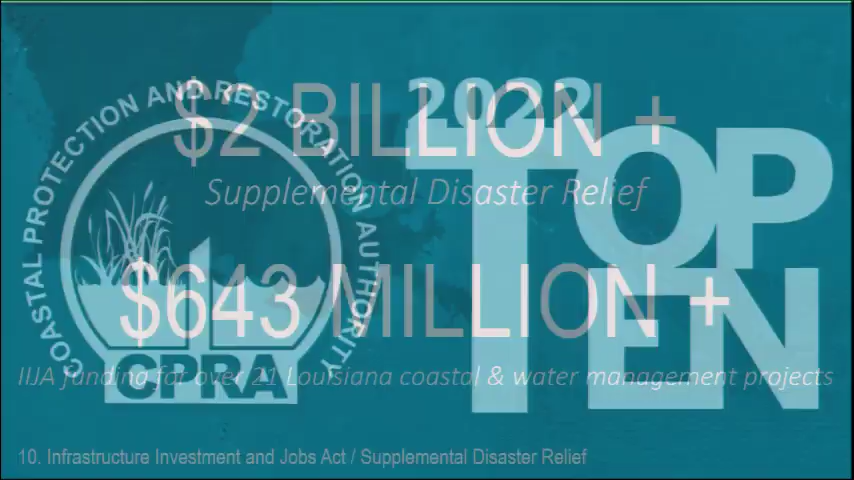 COASTAL PROTECTION AND RESTORATION AUTHORITY
CPRA
2022
TOP
TEN
$2 BILLION +
Supplemental Disaster Relief
$643 MILLION +
IIJA funding for over 21 Louisiana coastal & water management projects
10. Infrastructure Investment and Jobs Act / Supplemental Disaster Relief